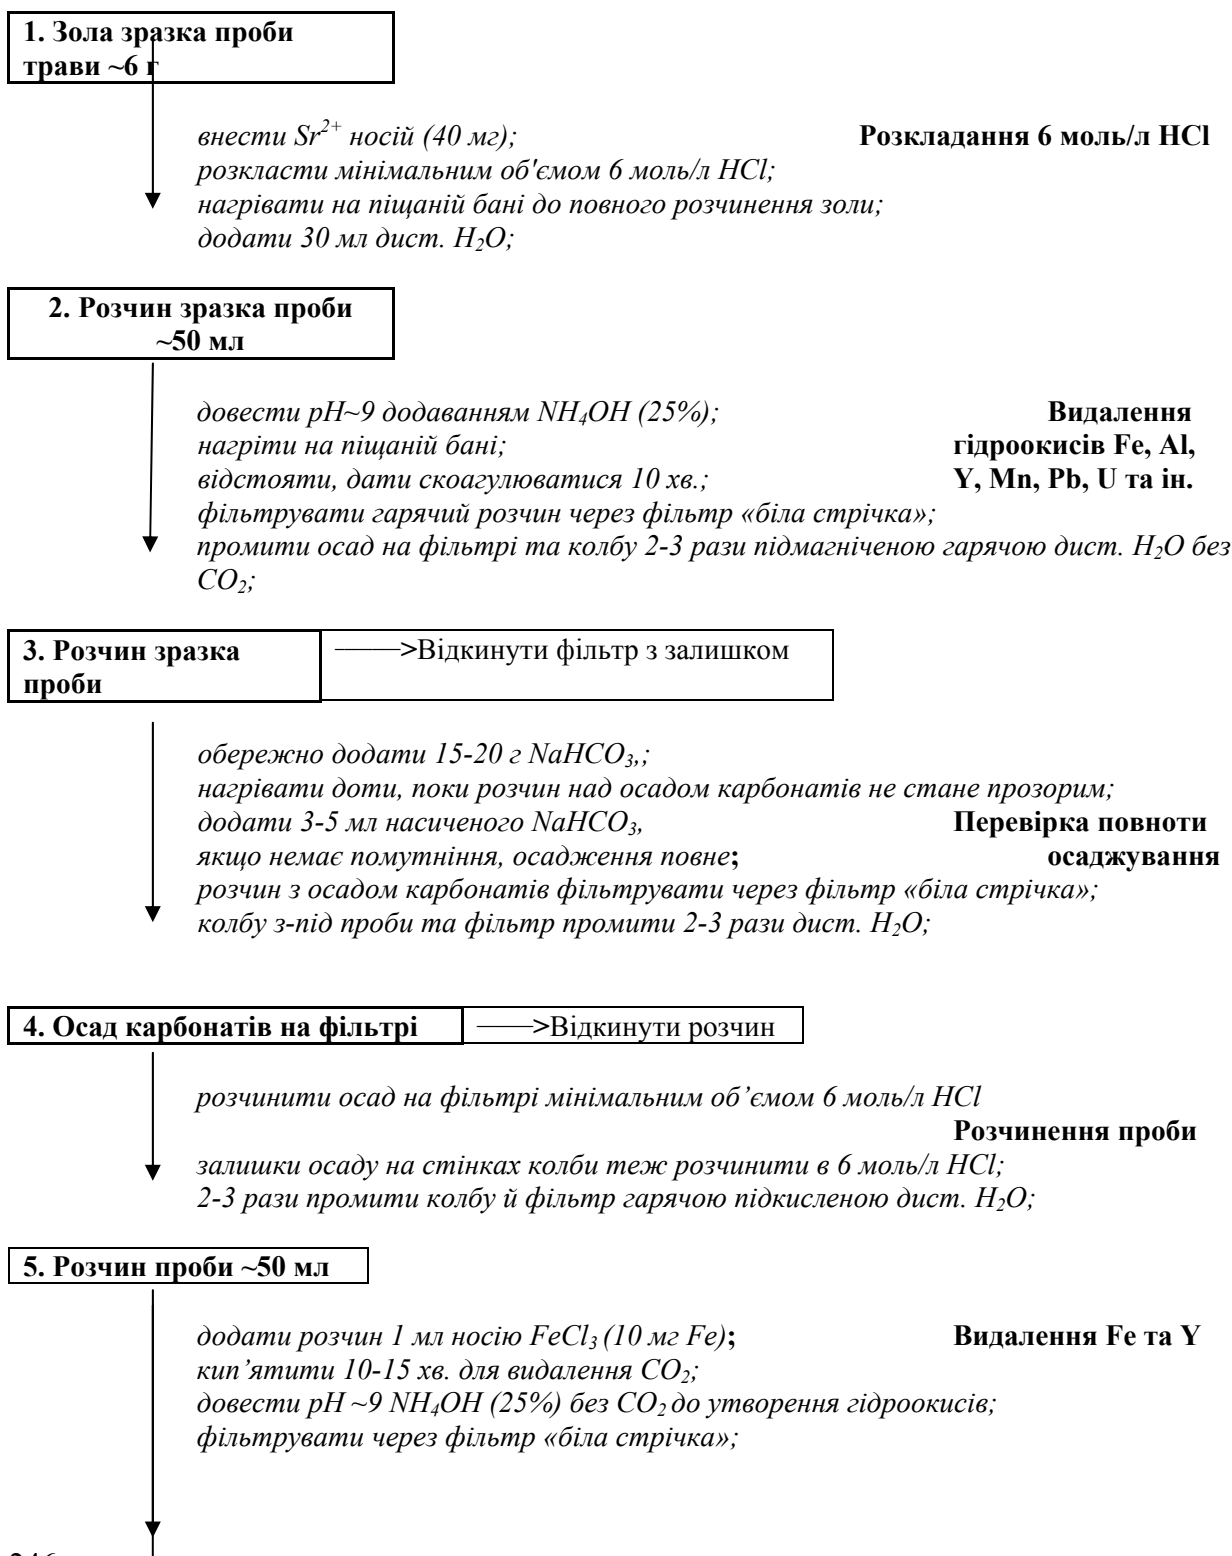 1. Зола зразка проби
трави ~6 г
внести Sr²⁺ носій (40 мг);
Розкладання 6 моль/л HCl
розкласти мінімальним об'ємом 6 моль/л HCl;
нагрівати на піщаній бані до повного розчинення золи;
додати 30 мл дист. H₂O;
2. Розчин зразка проби
~50 мл
довести pH~9 додаванням NH₄OH (25%);
Видалення
нагріти на піщаній бані;
гідроокисів Fe, Al,
відстояти, дати скоагулюватися 10 хв.;
Y, Mn, Pb, U та ін.
фільтрувати гарячий розчин через фільтр «біла стрічка»;
промити осад на фільтрі та колбу 2-3 рази підмагніченою гарячою дист. H₂O без
CO₂;
3. Розчин зразка
проби
———>Відкинути фільтр з залишком
обережно додати 15-20 г NaHCO₃,;
нагрівати доти, поки розчин над осадом карбонатів не стане прозорим;
додати 3-5 мл насиченого NaHCO₃,
Перевірка повноти
якщо немає помутніння, осадження повне;
осаджування
розчин з осадом карбонатів фільтрувати через фільтр «біла стрічка»;
колбу з-під проби та фільтр промити 2-3 рази дист. H₂O;
4. Осад карбонатів на фільтрі
———>Відкинути розчин
розчинити осад на фільтрі мінімальним об’ємом 6 моль/л HCl
Розчинення проби
залишки осаду на стінках колби теж розчинити в 6 моль/л HCl;
2-3 рази промити колбу й фільтр гарячою підкисленою дист. H₂O;
5. Розчин проби ~50 мл
додати розчин 1 мл носію FeCl₃ (10 мг Fe);
Видалення Fe та Y
кип’ятити 10-15 хв. для видалення CO₂;
довести pH ~9 NH₄OH (25%) без CO₂ до утворення гідроокисів;
фільтрувати через фільтр «біла стрічка»;